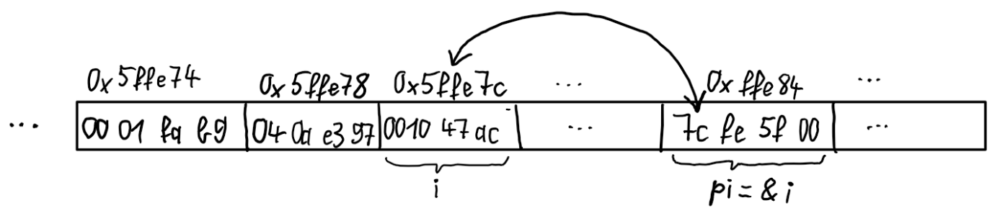 0x5ffe74 0x5ffe78 0x5ffe7c ... 0xffe84 ...
... 00 01 fa b9 04 0a e3 97 0010 47 ac ... 7c fe 5f 00 ...
i pi = &i